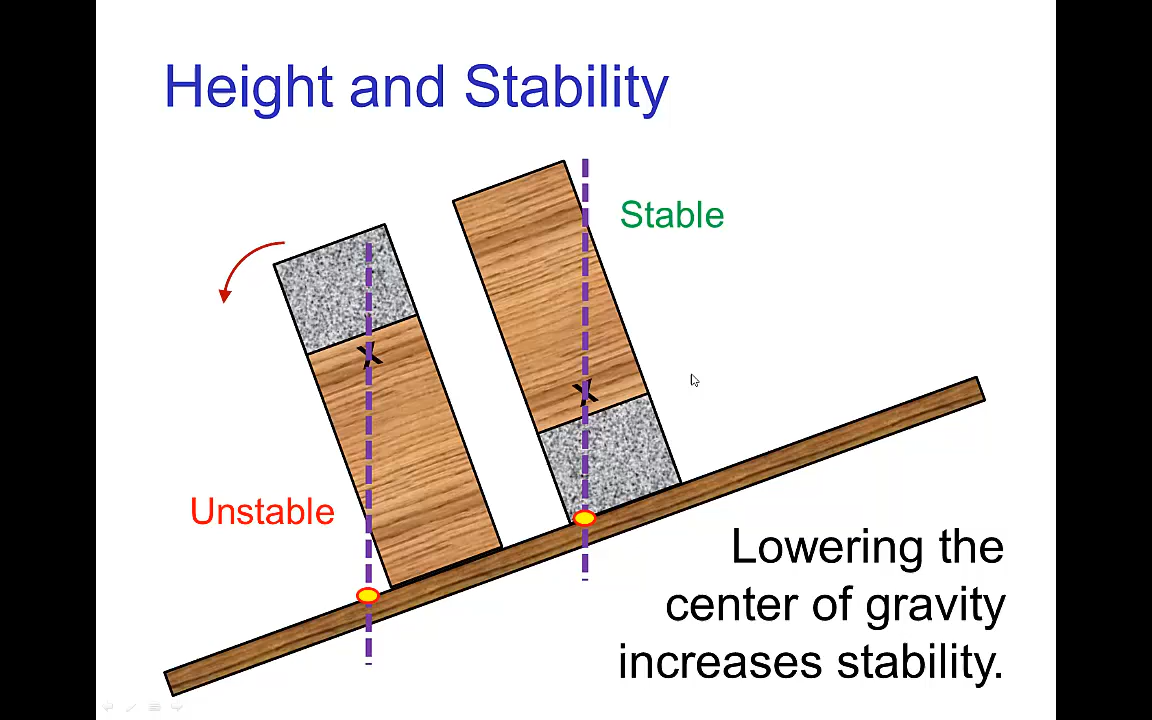 Height and Stability
Stable
X
X
Unstable
Lowering the
center of gravity
increases stability.